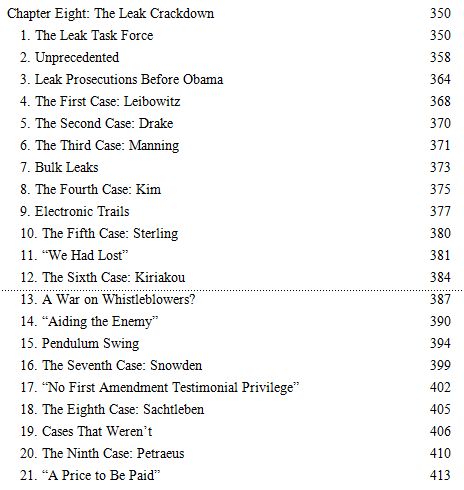 Chapter Eight: The Leak Crackdown 350
1. The Leak Task Force 350
2. Unprecedented 358
3. Leak Prosecutions Before Obama 364
4. The First Case: Leibowitz 368
5. The Second Case: Drake 370
6. The Third Case: Manning 371
7. Bulk Leaks 373
8. The Fourth Case: Kim 375
9. Electronic Trails 377
10. The Fifth Case: Sterling 380
11. “We Had Lost” 381
12. The Sixth Case: Kiriakou 384
13. A War on Whistleblowers? 387
14. “Aiding the Enemy” 390
15. Pendulum Swing 394
16. The Seventh Case: Snowden 399
17. “No First Amendment Testimonial Privilege” 402
18. The Eighth Case: Sachtleben 405
19. Cases That Weren’t 406
20. The Ninth Case: Petraeus 410
21. “A Price to Be Paid” 413